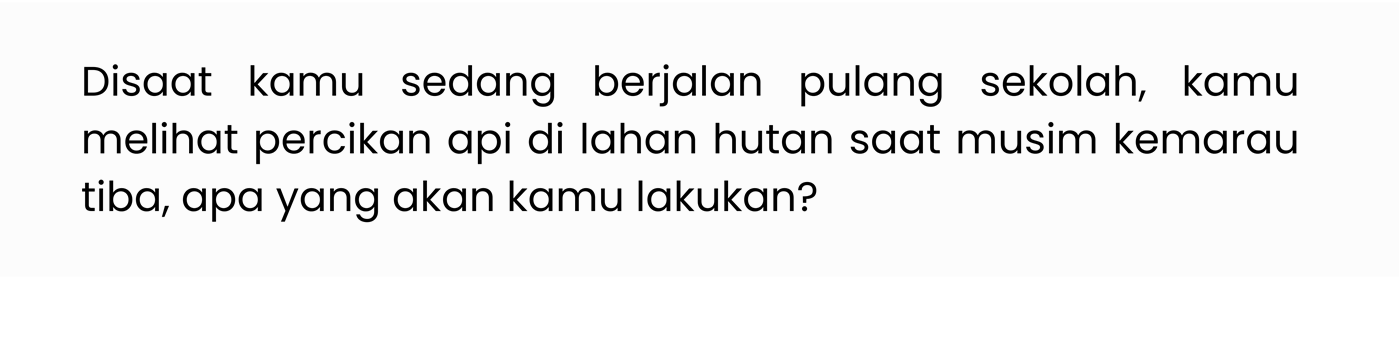 Disaat kamu sedang berjalan pulang sekolah, kamu
melihat percikan api di lahan hutan saat musim kemarau
tiba, apa yang akan kamu lakukan?